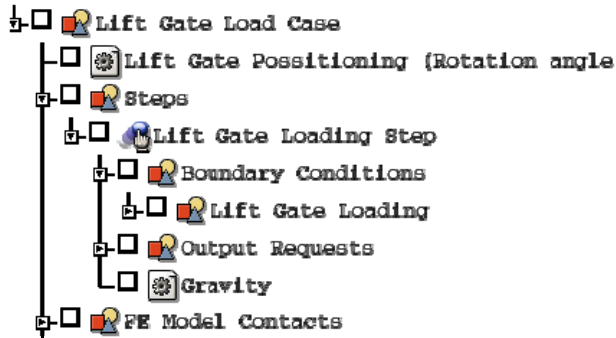 Lift Gate Load Case
Lift Gate Possitioning (Rotation angle
Steps
Lift Gate Loading Step
Boundary Conditions
Lift Gate Loading
Output Requests
Gravity
FE Model Contacts